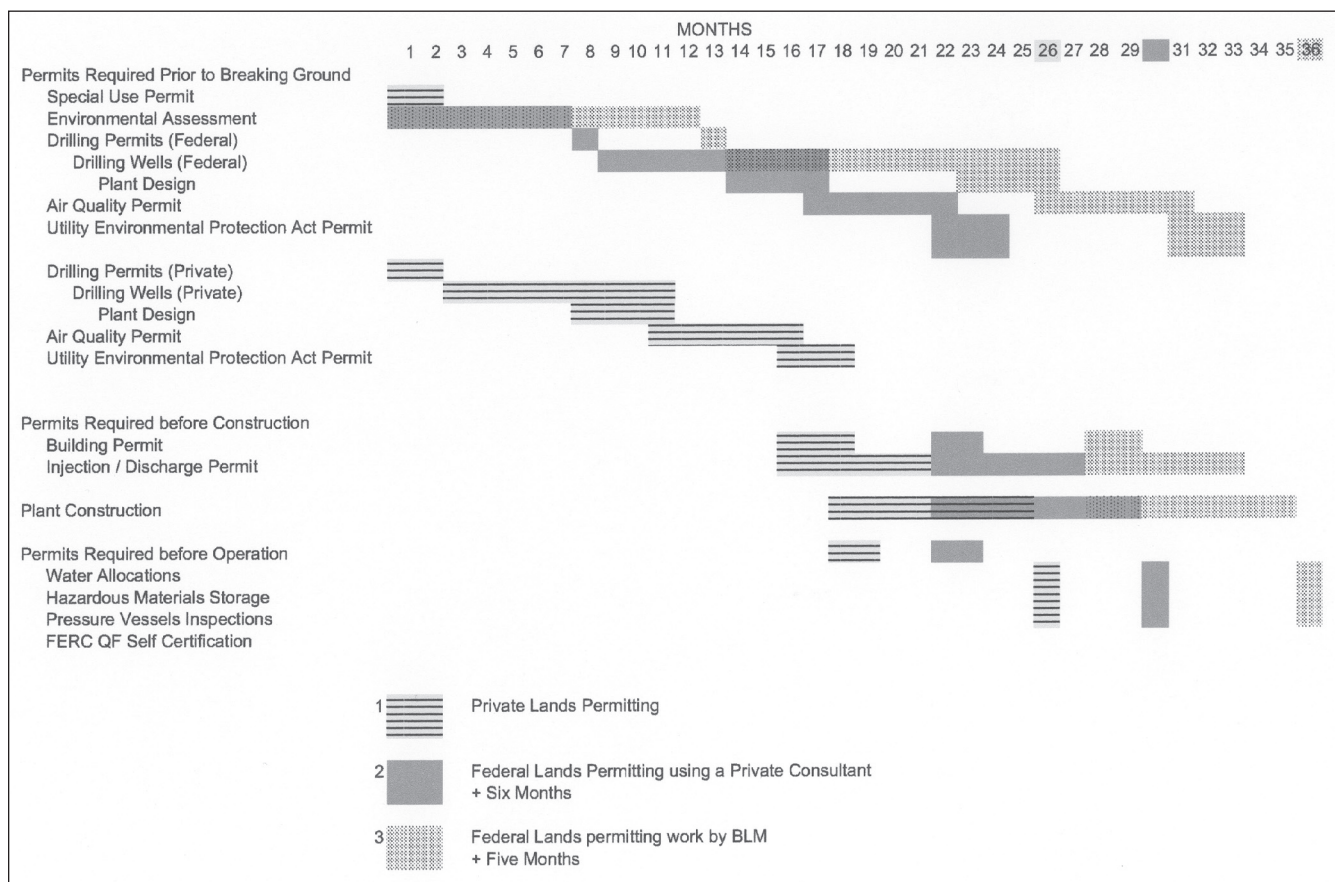 MONTHS
1 2 3 4 5 6 7 8 9 10 11 12 13 14 15 16 17 18 19 20 21 22 23 24 25 26 27 28 29 31 32 33 34 35 36
Permits Required Prior to Breaking Ground
Special Use Permit
Environmental Assessment
Drilling Permits (Federal)
Drilling Wells (Federal)
Plant Design
Air Quality Permit
Utility Environmental Protection Act Permit
Drilling Permits (Private)
Drilling Wells (Private)
Plant Design
Air Quality Permit
Utility Environmental Protection Act Permit
Permits Required before Construction
Building Permit
Injection / Discharge Permit
Plant Construction
Permits Required before Operation
Water Allocations
Hazardous Materials Storage
Pressure Vessels Inspections
FERC QF Self Certification
1 Private Lands Permitting
2 Federal Lands Permitting using a Private Consultant
+ Six Months
3 Federal Lands permitting work by BLM
+ Five Months